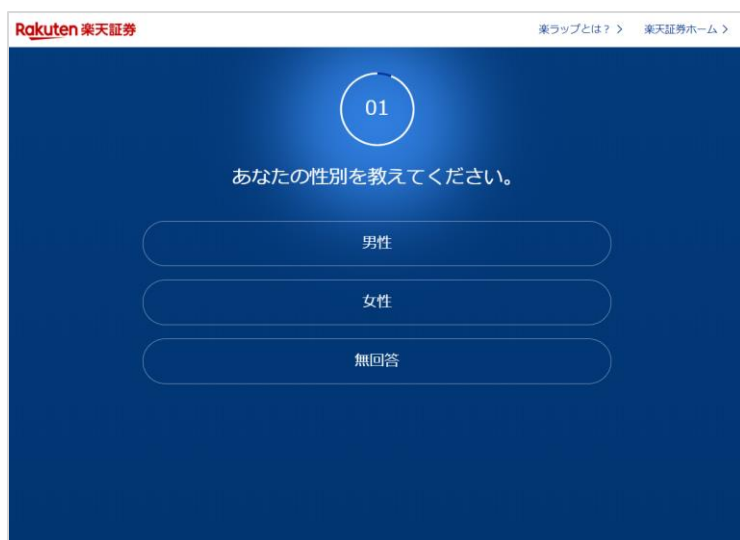 Rakuten 楽天証券
楽ラップとは？ 楽天証券ホーム
01
あなたの性別を教えてください。
男性
女性
無回答